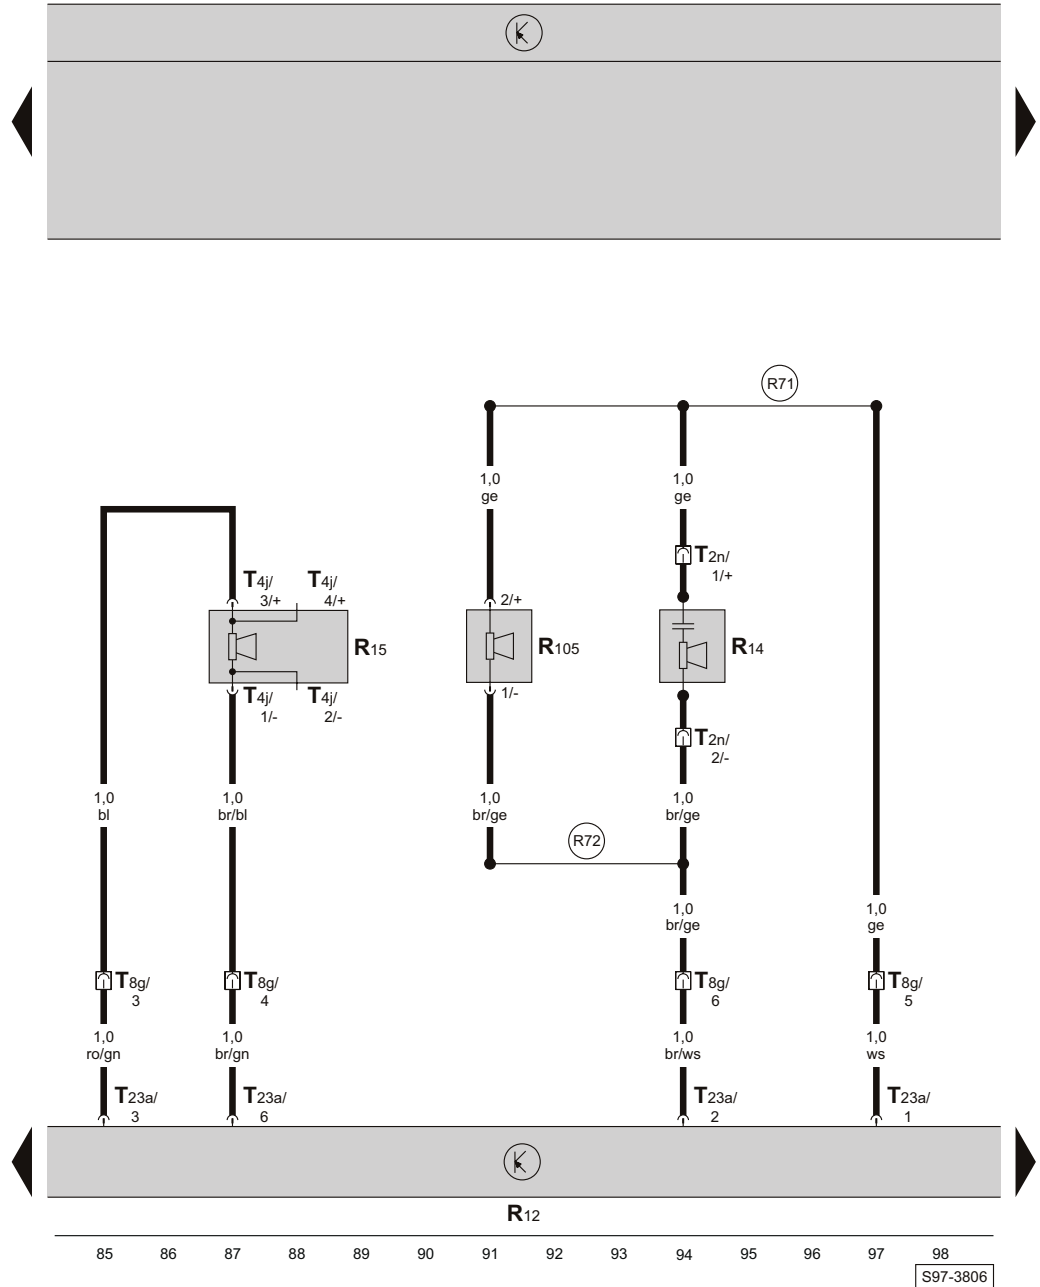 R71
1,0
ge
1,0
ge
T2n/
1/+
T4j/
3/+
T4j/
4/+
2/+
R15
R105
R14
T4j/
1/-
T4j/
2/-
1/-
T2n/
2/-
1,0
bl
1,0
br/bl
1,0
br/ge
1,0
br/ge
R72
1,0
br/ge
1,0
ge
T8g/
3
T8g/
4
T8g/
6
T8g/
5
1,0
ro/gn
1,0
br/gn
1,0
br/ws
1,0
ws
T23a/
3
T23a/
6
T23a/
2
T23a/
1
R12
85 86 87 88 89 90 91 92 93 94 95 96 97 98
S97-3806